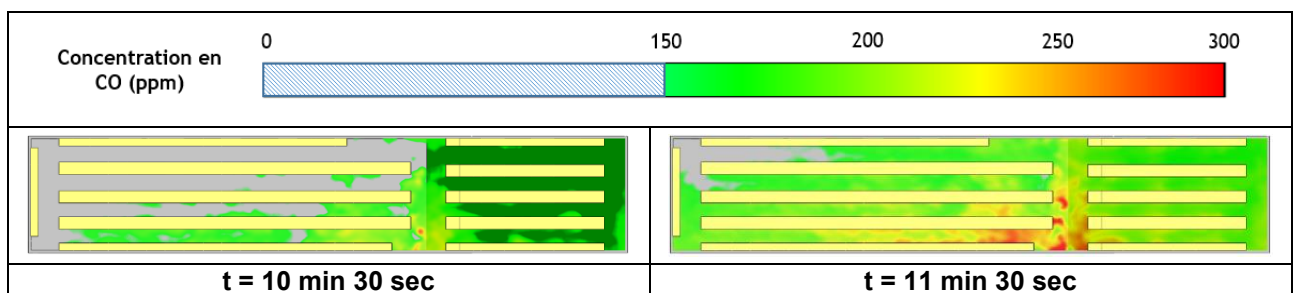 Concentration en
CO (ppm)
0 150 200 250 300
t = 10 min 30 sec
t = 11 min 30 sec